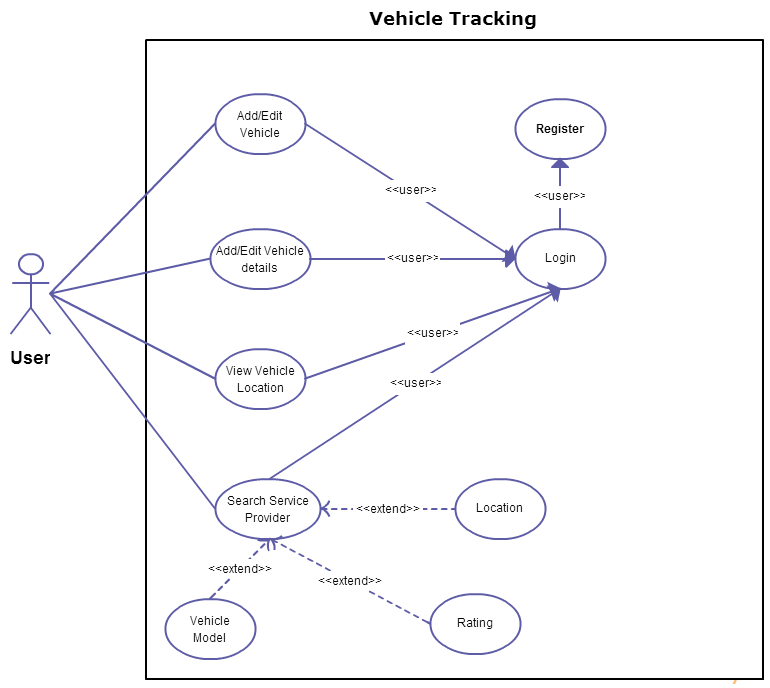 Vehicle Tracking
Add/Edit
Vehicle
Register
<<user>>
<<user>>
Add/Edit Vehicle
details
<<user>>
Login
User
View Vehicle
Location
<<user>>
<<user>>
Search Service
Provider
<<extend>>
Location
<<extend>>
<<extend>>
Vehicle
Model
Rating